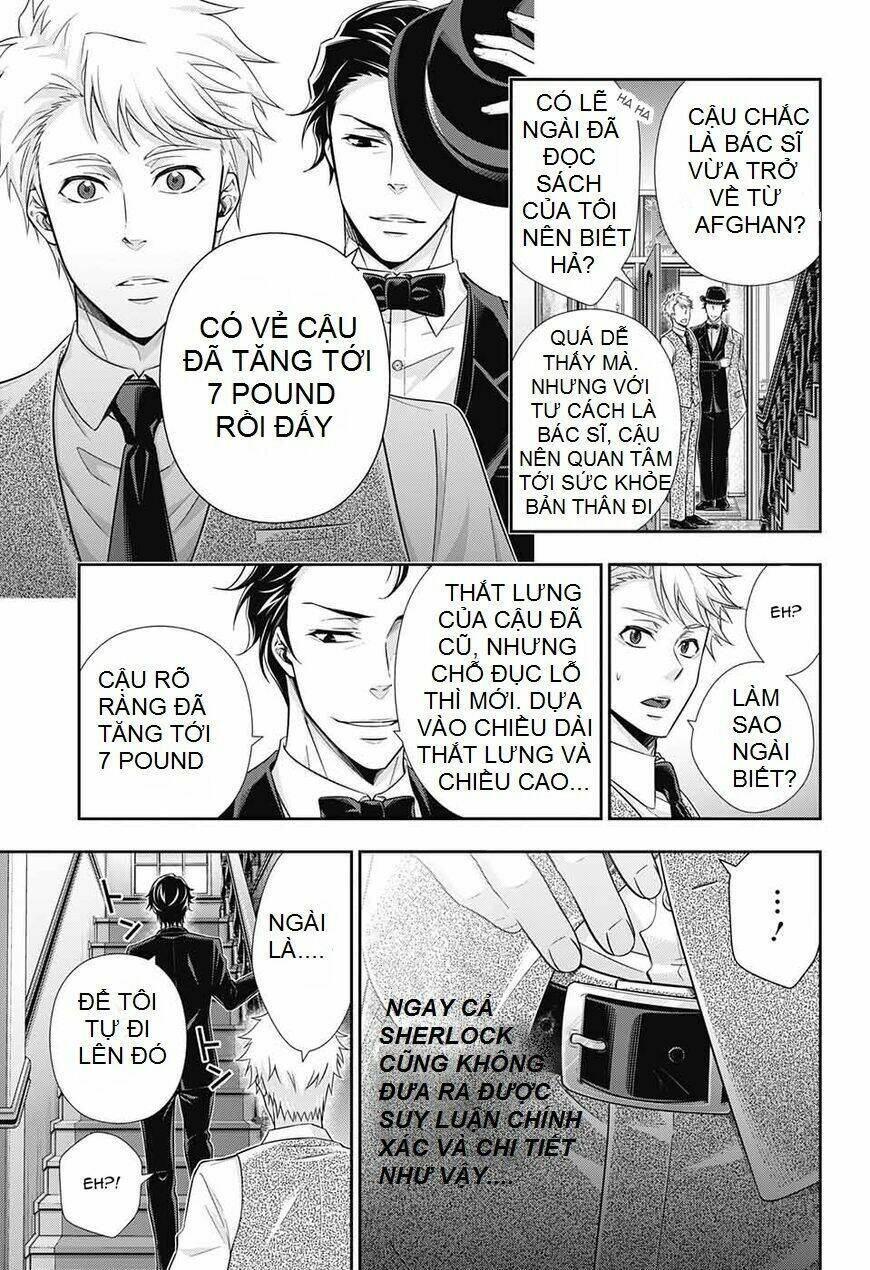 CẬU CHẮC
LÀ BÁC SĨ
VỪA TRỞ
VỀ TỪ
AFGHAN?
HA HA
CÓ LẼ
NGÀI ĐÃ
ĐỌC
SÁCH
CỦA TÔI
NÊN BIẾT
HẢ?
QUÁ DỄ
THẤY MÀ.
NHƯNG VỚI
TƯ CÁCH LÀ
BÁC SĨ, CẬU
NÊN QUAN TÂM
TỚI SỨC KHỎE
BẢN THÂN ĐI
CÓ VẺ CẬU
ĐÃ TĂNG TỚI
7 POUND
RỒI ĐẤY
EH?
LÀM
SAO
NGÀI
BIẾT?
THẮT LƯNG
CỦA CẬU ĐÃ
CŨ, NHƯNG
CHỖ ĐỤC LỖ
THÌ MỚI. DỰA
VÀO CHIỀU DÀI
THẮT LƯNG VÀ
CHIỀU CAO...
CẬU RÕ
RÀNG ĐÃ
TĂNG TỚI
7 POUND
...!
NGAY CẢ
SHERLOCK
CŨNG KHÔNG
ĐƯA RA ĐƯỢC
SUY LUẬN CHÍNH
XÁC VÀ CHI TIẾT
NHƯ VẬY....
NGÀI
LÀ....
トン
トン
ĐỂ TÔI
TỰ ĐI
LÊN ĐÓ
EH?!